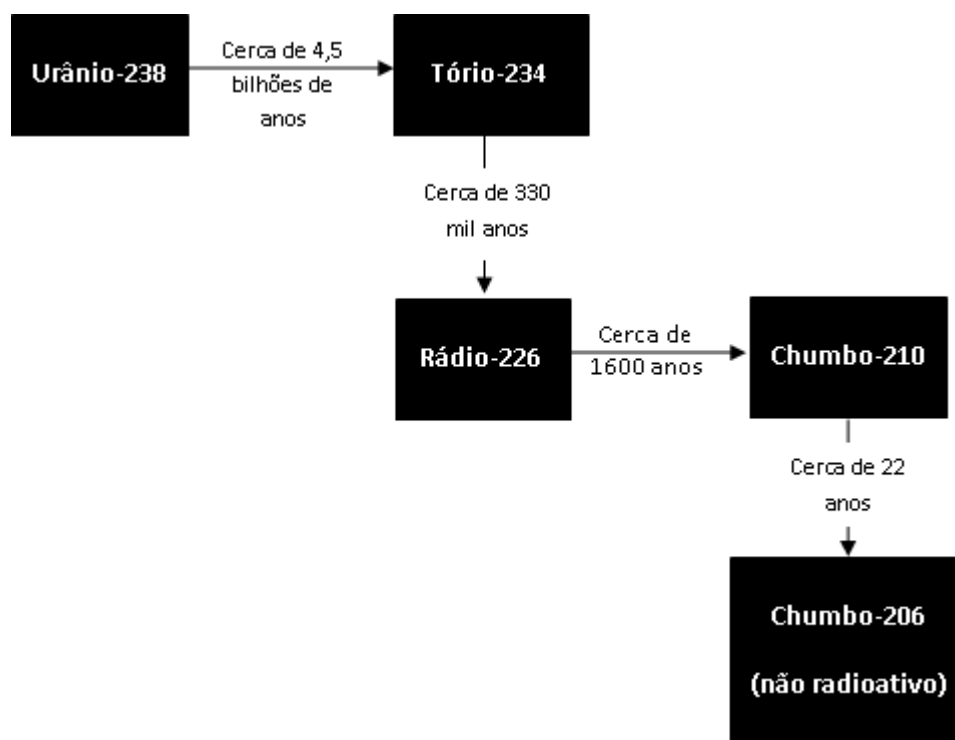 Urânio-238
Cerca de 4,5
bilhões de
anos
Tório-234
Cerca de 330
mil anos
Rádio-226
Cerca de
1600 anos
Chumbo-210
Cerca de 22
anos
Chumbo-206
(não radioativo)